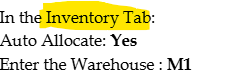 In the Inventory Tab:
Auto Allocate: Yes
Enter the Warehouse : M1